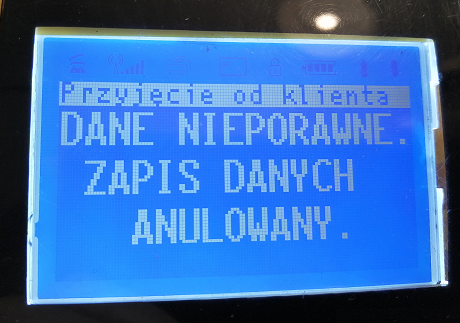 Przyjęcie od klienta
DANE NIEPORAWNE.
ZAPIS DANYCH
ANULOWANY.